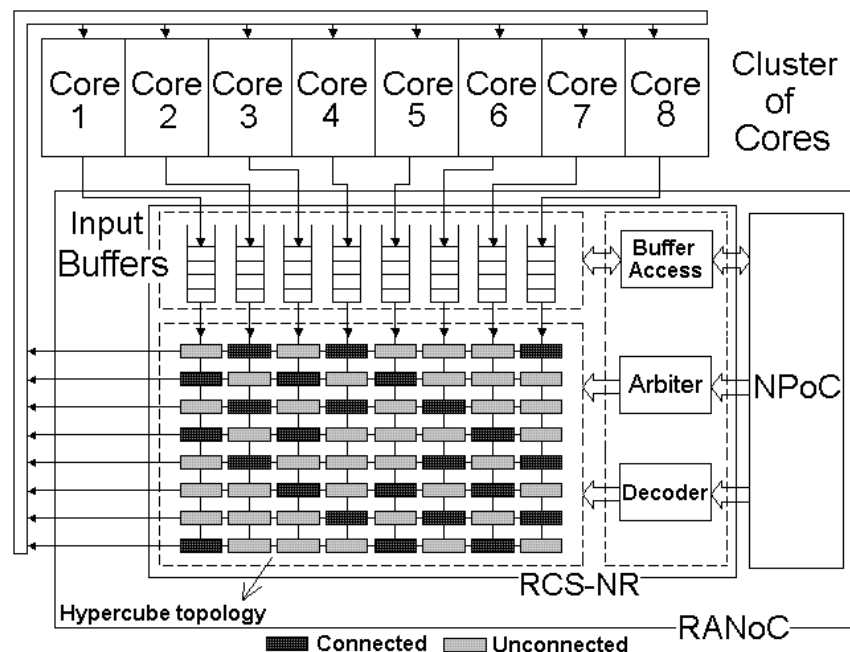 Core 1
Core 2
Core 3
Core 4
Core 5
Core 6
Core 7
Core 8
Cluster
of
Cores
Input
Buffers
Buffer
Access
Arbiter
NPoC
Decoder
RCS-NR
Hypercube topology
RANoC
Connected
Unconnected